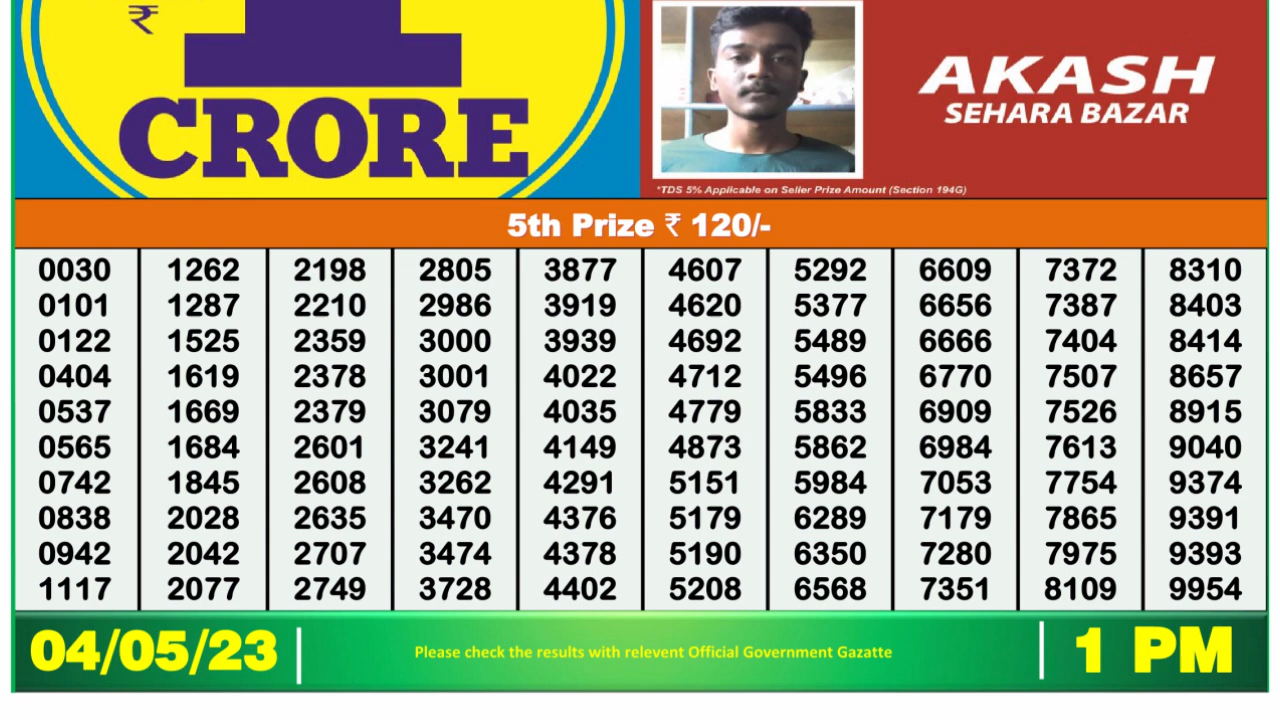 ₹
1
CRORE
AKASH
SEHARA BAZAR
*TDS 5% Applicable on Seller Prize Amount (Section 194G)
5th Prize ₹ 120/-
0030 1262 2198 2805 3877 4607 5292 6609 7372 8310
0101 1287 2210 2986 3919 4620 5377 6656 7387 8403
0122 1525 2359 3000 3939 4692 5489 6666 7404 8414
0404 1619 2378 3001 4022 4712 5496 6770 7507 8657
0537 1669 2379 3079 4035 4779 5833 6909 7526 8915
0565 1684 2601 3241 4149 4873 5862 6984 7613 9040
0742 1845 2608 3262 4291 5151 5984 7053 7754 9374
0838 2028 2635 3470 4376 5179 6289 7179 7865 9391
0942 2042 2707 3474 4378 5190 6350 7280 7975 9393
1117 2077 2749 3728 4402 5208 6568 7351 8109 9954
04/05/23 Please check the results with relevent Official Government Gazatte 1 PM